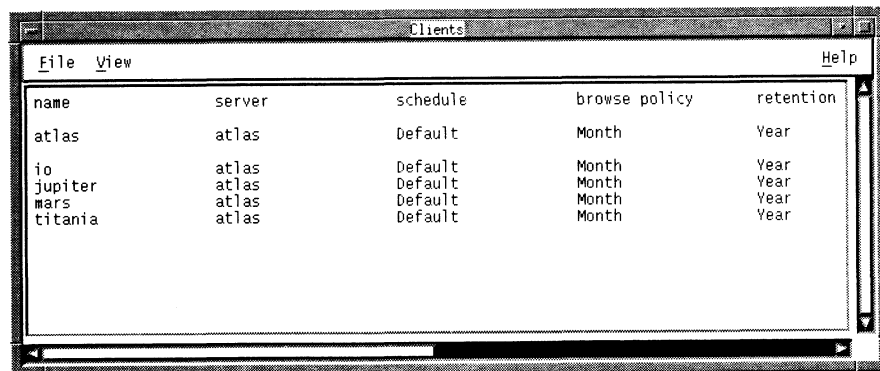 Clients
File View Help
name server schedule browse policy retention
atlas atlas Default Month Year
io atlas Default Month Year
jupiter atlas Default Month Year
mars atlas Default Month Year
titania atlas Default Month Year